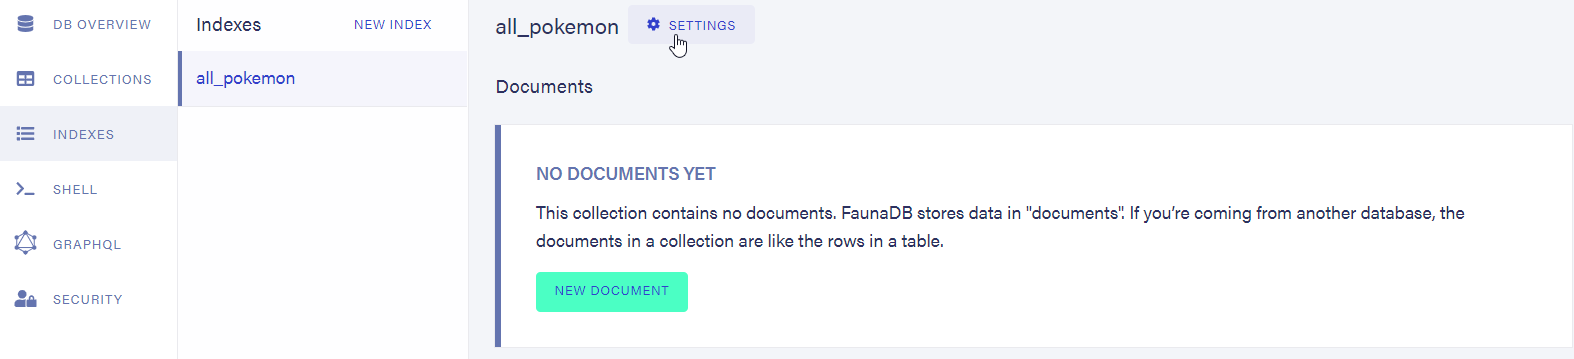 DB OVERVIEW
COLLECTIONS
INDEXES
SHELL
GRAPHQL
SECURITY
Indexes
NEW INDEX
all_pokemon
all_pokemon
SETTINGS
Documents
NO DOCUMENTS YET
This collection contains no documents. FaunaDB stores data in "documents". If you’re coming from another database, the
documents in a collection are like the rows in a table.
NEW DOCUMENT